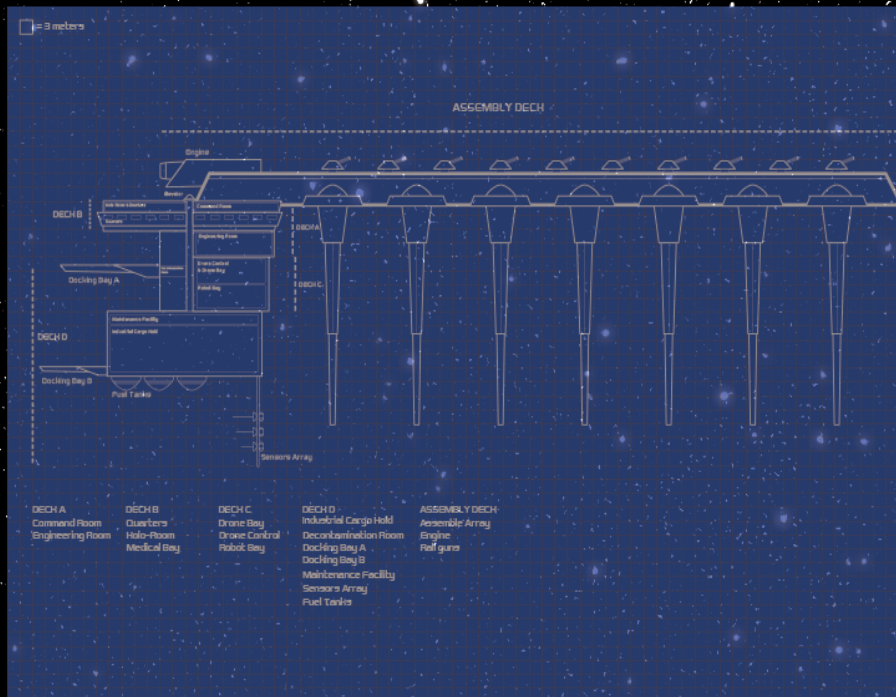 = 3 meters
ASSEMBLY DECK
Engine
DECK B
Command Room
Quarters
DECK A
Engineering Room
Drone Control
& Drone Bay
Docking Bay A
DECK C
Robot Bay
Maintenance Facility
Industrial Cargo Hold
DECK D
Docking Bay B
Fuel Tanks
Sensors Array
DECK A
Command Room
Engineering Room
DECK B
Quarters
Holo-Room
Medical Bay
DECK C
Drone Bay
Drone Control
Robot Bay
DECK D
Industrial Cargo Hold
Decontamination Room
Docking Bay A
Docking Bay B
Maintenance Facility
Sensors Array
Fuel Tanks
ASSEMBLY DECK
Assemble Array
Engine
Rail guns